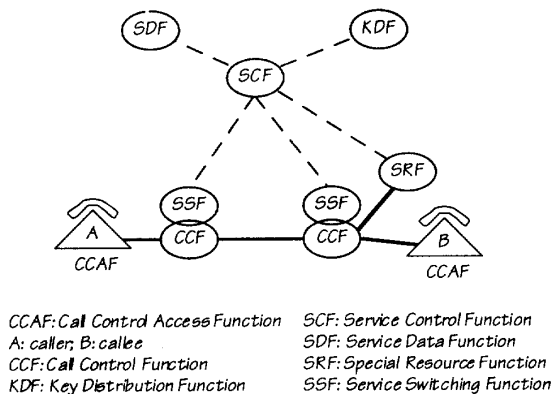 SDF
KDF
SCF
SRF
SSF
SSF
A
CCF
CCF
B
CCAF
CCAF
CCAF: Call Control Access Function
A: caller; B: callee
CCF: Call Control Function
KDF: Key Distribution Function
SCF: Service Control Function
SDF: Service Data Function
SRF: Special Resource Function
SSF: Service Switching Function